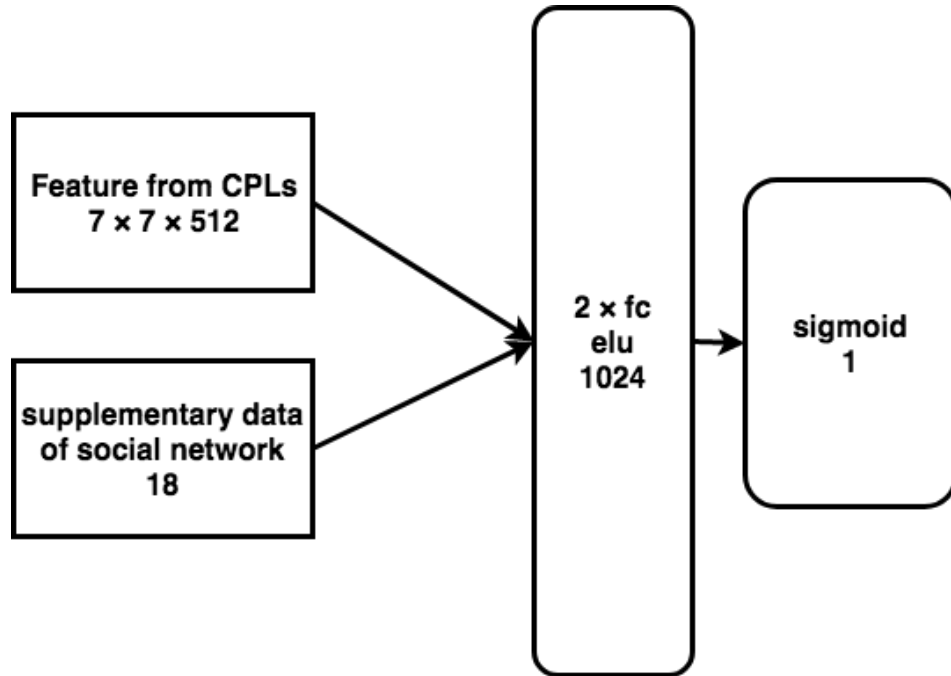 Feature from CPLs
7 × 7 × 512
supplementary data
of social network
18
2 × fc
elu
1024
sigmoid
1